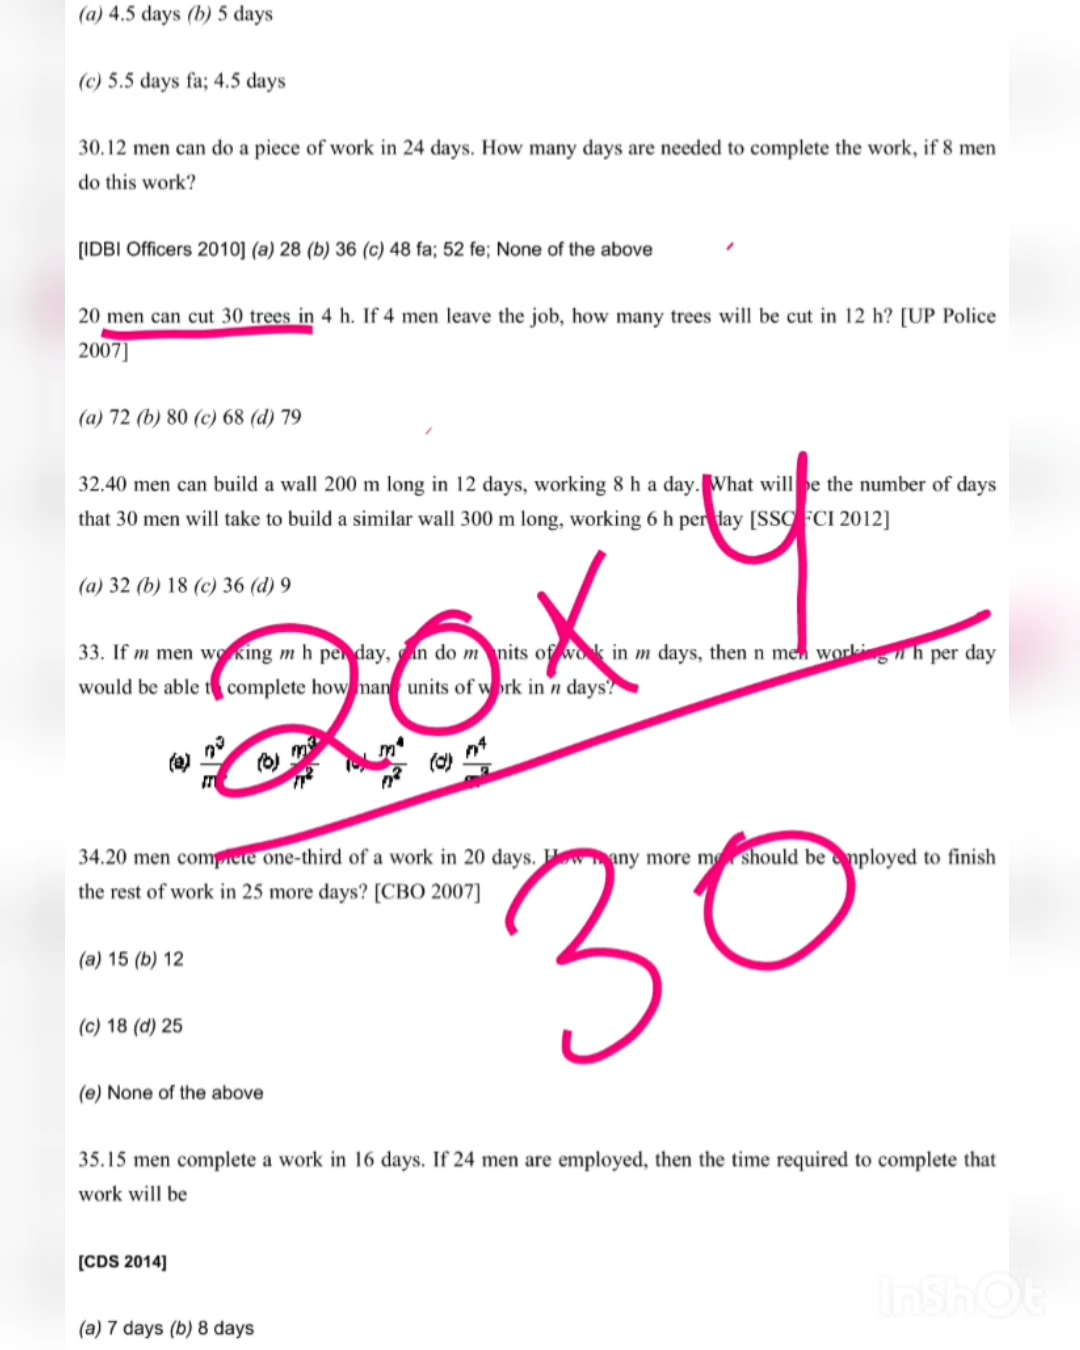 (a) 4.5 days (b) 5 days
(c) 5.5 days fa; 4.5 days
30.12 men can do a piece of work in 24 days. How many days are needed to complete the work, if 8 men
do this work?
[IDBI Officers 2010] (a) 28 (b) 36 (c) 48 fa; 52 fe; None of the above
20 men can cut 30 trees in 4 h. If 4 men leave the job, how many trees will be cut in 12 h? [UP Police
2007]
(a) 72 (b) 80 (c) 68 (d) 79
32.40 men can build a wall 200 m long in 12 days, working 8 h a day. What will be the number of days
that 30 men will take to build a similar wall 300 m long, working 6 h per day [SSC FCI 2012]
(a) 32 (b) 18 (c) 36 (d) 9
33. If m men working m h per day, can do m units of work in m days, then n men working n h per day
would be able to complete how many units of work in n days?
(a) n³ (b) m³/n² (c) m⁴/n² (d) n⁴
20 x 4
30
34.20 men complete one-third of a work in 20 days. How many more men should be employed to finish
the rest of work in 25 more days? [CBO 2007]
(a) 15 (b) 12
(c) 18 (d) 25
(e) None of the above
35.15 men complete a work in 16 days. If 24 men are employed, then the time required to complete that
work will be
[CDS 2014]
(a) 7 days (b) 8 days
InShOt